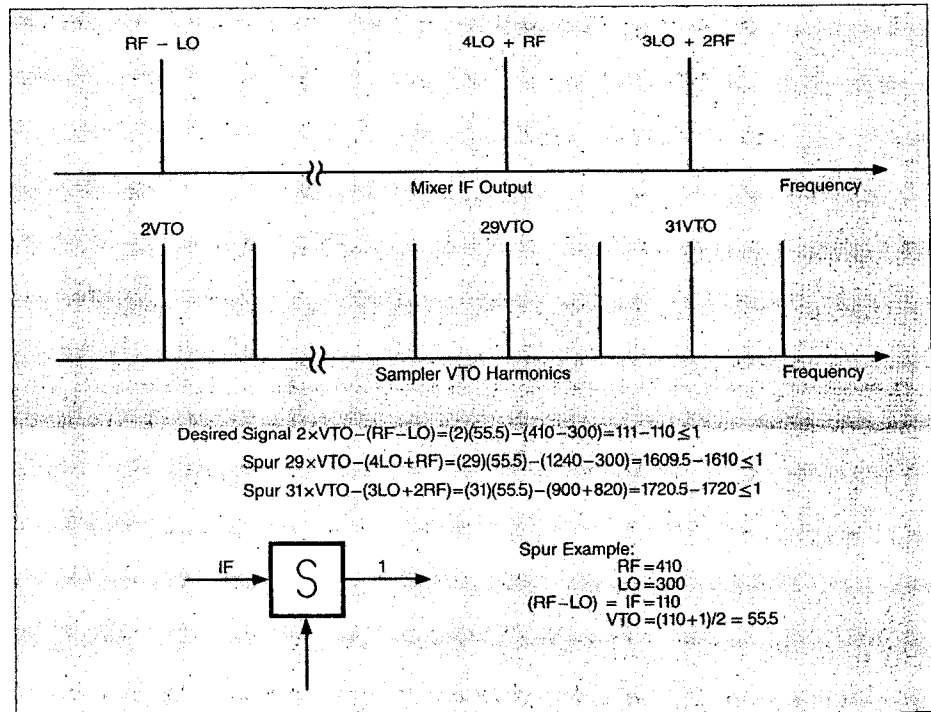 RF – LO
4LO + RF
3LO + 2RF
Mixer IF Output
Frequency
2VTO
29VTO
31VTO
Sampler VTO Harmonics
Frequency
Desired Signal 2×VTO–(RF–LO)=(2)(55.5)–(410–300)=111–110≤1
Spur 29×VTO–(4LO+RF)=(29)(55.5)–(1240–300)=1609.5–1610≤1
Spur 31×VTO–(3LO+2RF)=(31)(55.5)–(900+820)=1720.5–1720≤1
IF
S
1
Spur Example:
RF=410
LO=300
(RF–LO) = IF=110
VTO=(110+1)/2 = 55.5